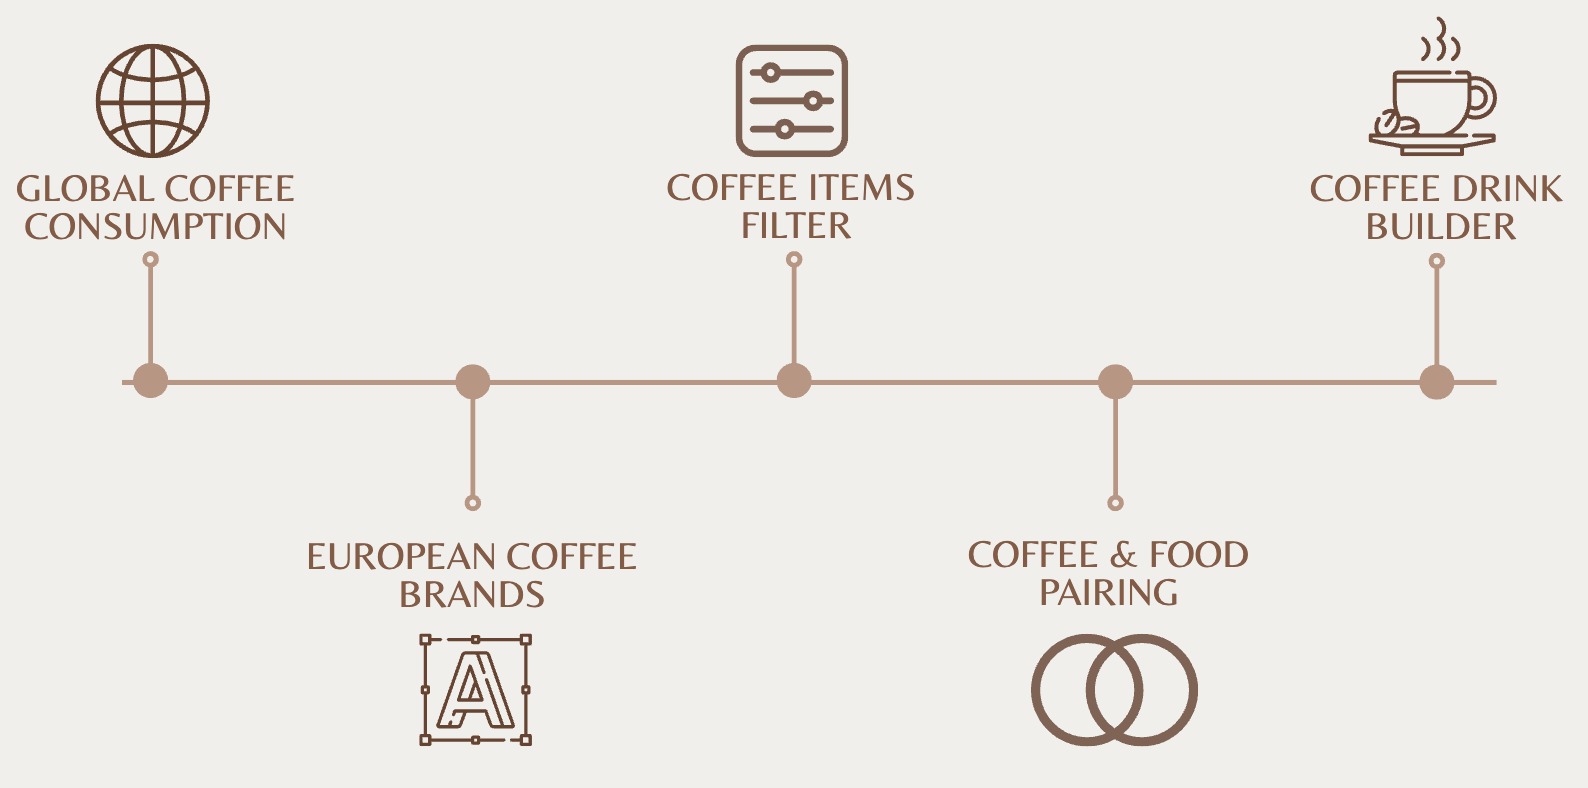 GLOBAL COFFEE
CONSUMPTION
COFFEE ITEMS
FILTER
COFFEE DRINK
BUILDER
EUROPEAN COFFEE
BRANDS
A
COFFEE & FOOD
PAIRING